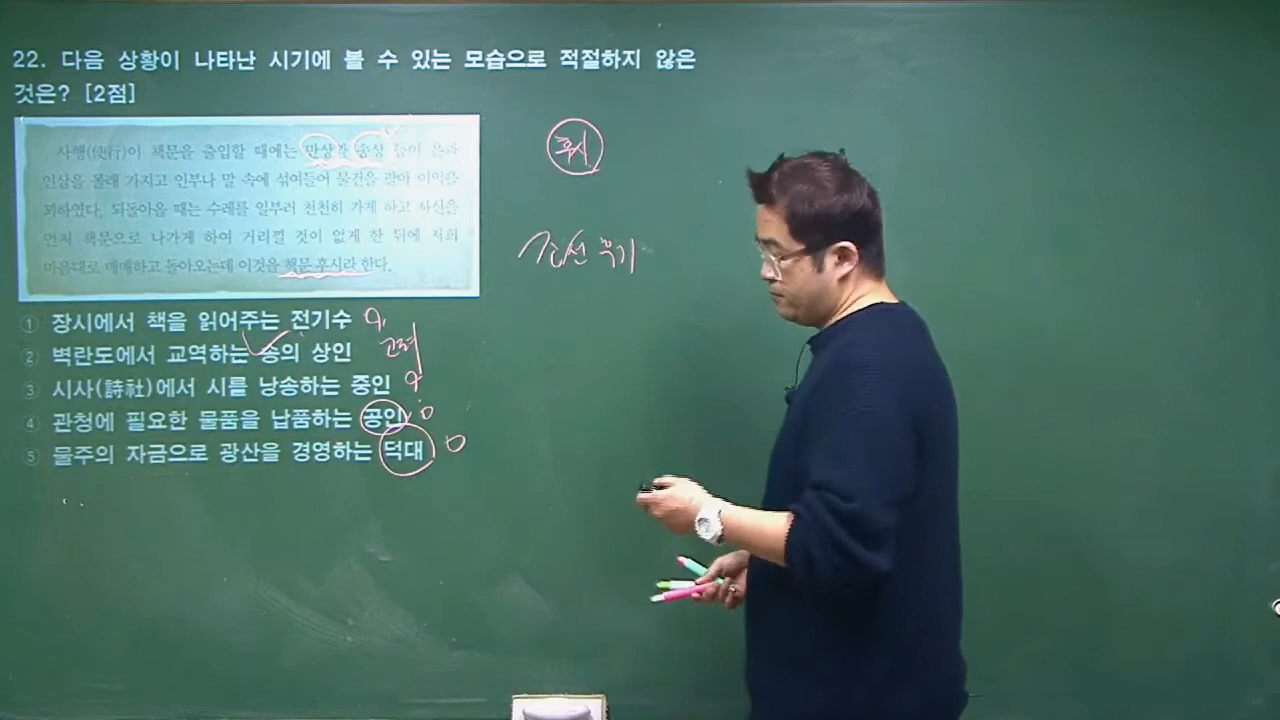 22. 다음 상황이 나타난 시기에 볼 수 있는 모습으로 적절하지 않은
것은? [2점]
사행(使行)이 책문을 출입할 때에는 만상과 송상 등이 은과
인삼을 몰래 가지고 인부나 말 속에 섞여들어 물건을 팔아 이익을
꾀하였다. 되돌아올 때는 수레를 일부러 천천히 가게 하고 사신을
먼저 책문으로 나가게 하여 거리낄 것이 없게 한 뒤에 저희
마음대로 매매하고 돌아오는데 이것을 책문 후시라 한다.
후시
조선 후기
① 장시에서 책을 읽어주는 전기수
② 벽란도에서 교역하는 송의 상인 고려
③ 시사(詩社)에서 시를 낭송하는 중인
④ 관청에 필요한 물품을 납품하는 공인
⑤ 물주의 자금으로 광산을 경영하는 덕대